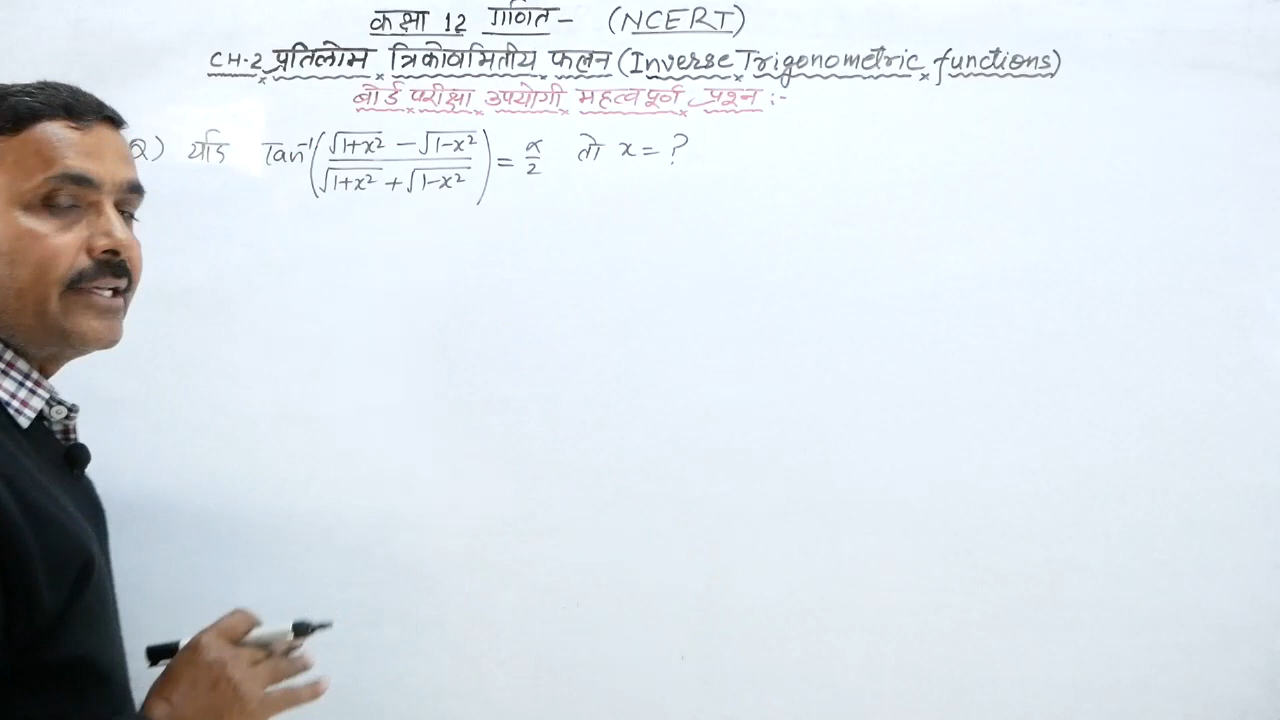 कक्षा 12 गणित- (NCERT)
CH-2 प्रतिलोम त्रिकोणमितीय फलन (Inverse Trigonometric functions)
बोर्ड परीक्षा उपयोगी महत्वपूर्ण प्रश्न :-
Q) यदि Tan⁻¹((√1+x² - √1-x²)/(√1+x² + √1-x²)) = α/2 तो x = ?